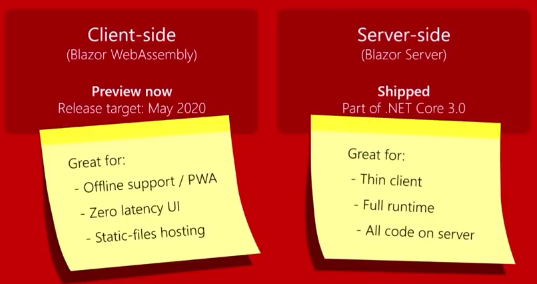 Client-side
(Blazor WebAssembly)
Preview now
Release target: May 2020
Great for:
- Offline support / PWA
- Zero latency UI
- Static-files hosting
Server-side
(Blazor Server)
Shipped
Part of .NET Core 3.0
Great for:
- Thin client
- Full runtime
- All code on server